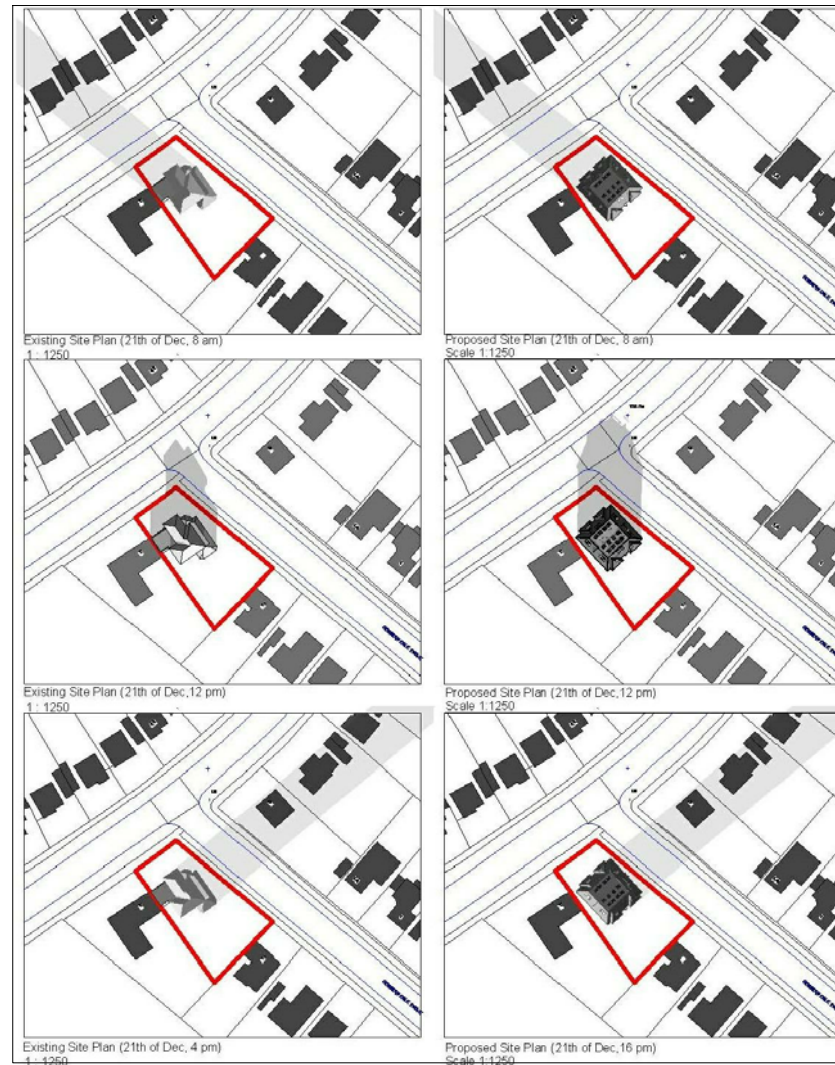 Existing Site Plan (21th of Dec, 8 am)
1 : 1250
Proposed Site Plan (21th of Dec, 8 am)
Scale 1:1250
Existing Site Plan (21th of Dec,12 pm)
1 : 1250
Proposed Site Plan (21th of Dec,12 pm)
Scale 1:1250
Existing Site Plan (21th of Dec, 4 pm)
1 : 1250
Proposed Site Plan (21th of Dec,16 pm)
Scale 1:1250